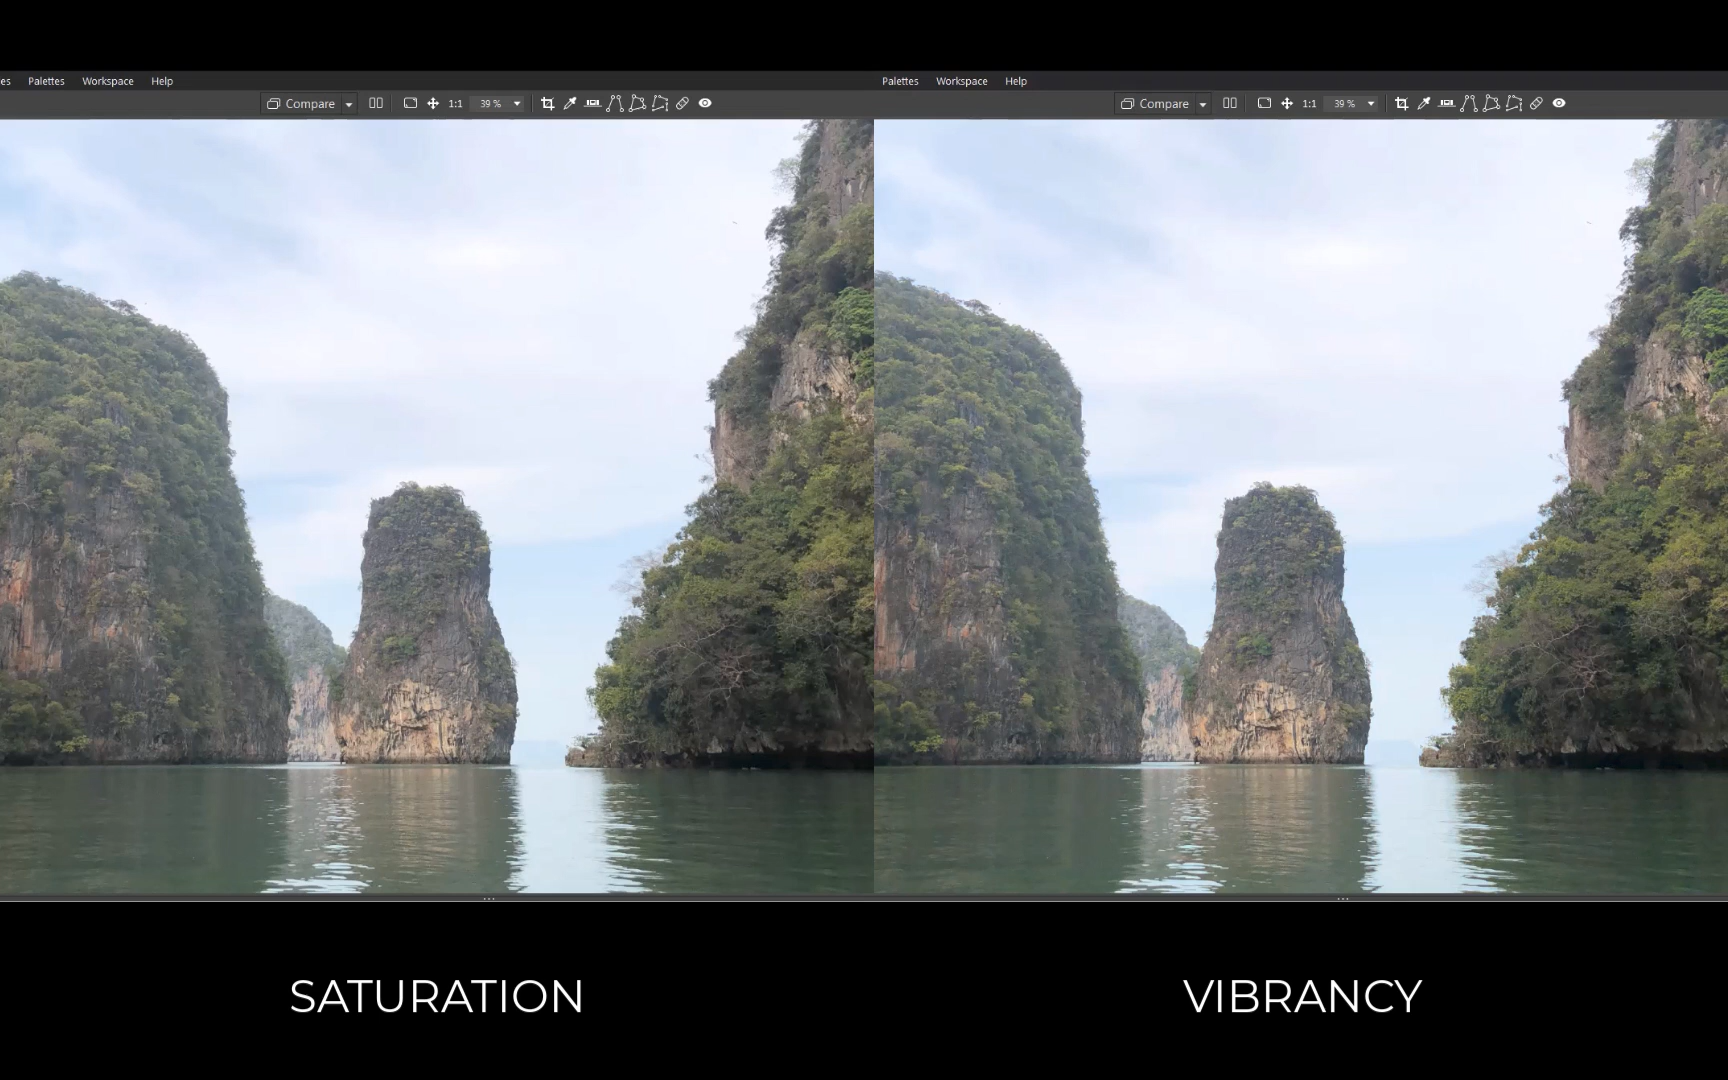 es Palettes Workspace Help
Compare 1:1 39 %
Palettes Workspace Help
Compare 1:1 39 %
SATURATION
VIBRANCY